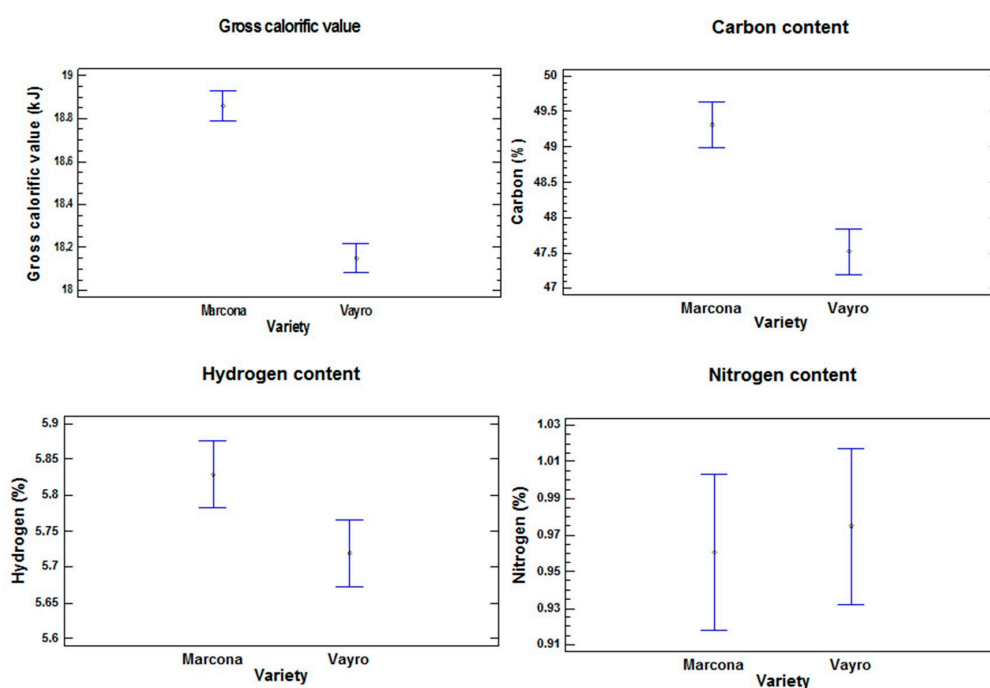 Gross calorific value
Gross calorific value (kJ)
19
18.8
18.6
18.4
18.2
18
Marcona
Vayro
Variety
Carbon content
Carbon (%)
50
49.5
49
48.5
48
47.5
47
Marcona
Vayro
Variety
Hydrogen content
Hydrogen (%)
5.9
5.85
5.8
5.75
5.7
5.65
5.6
Marcona
Vayro
Variety
Nitrogen content
Nitrogen (%)
1.03
1.01
0.99
0.97
0.95
0.93
0.91
Marcona
Vayro
Variety